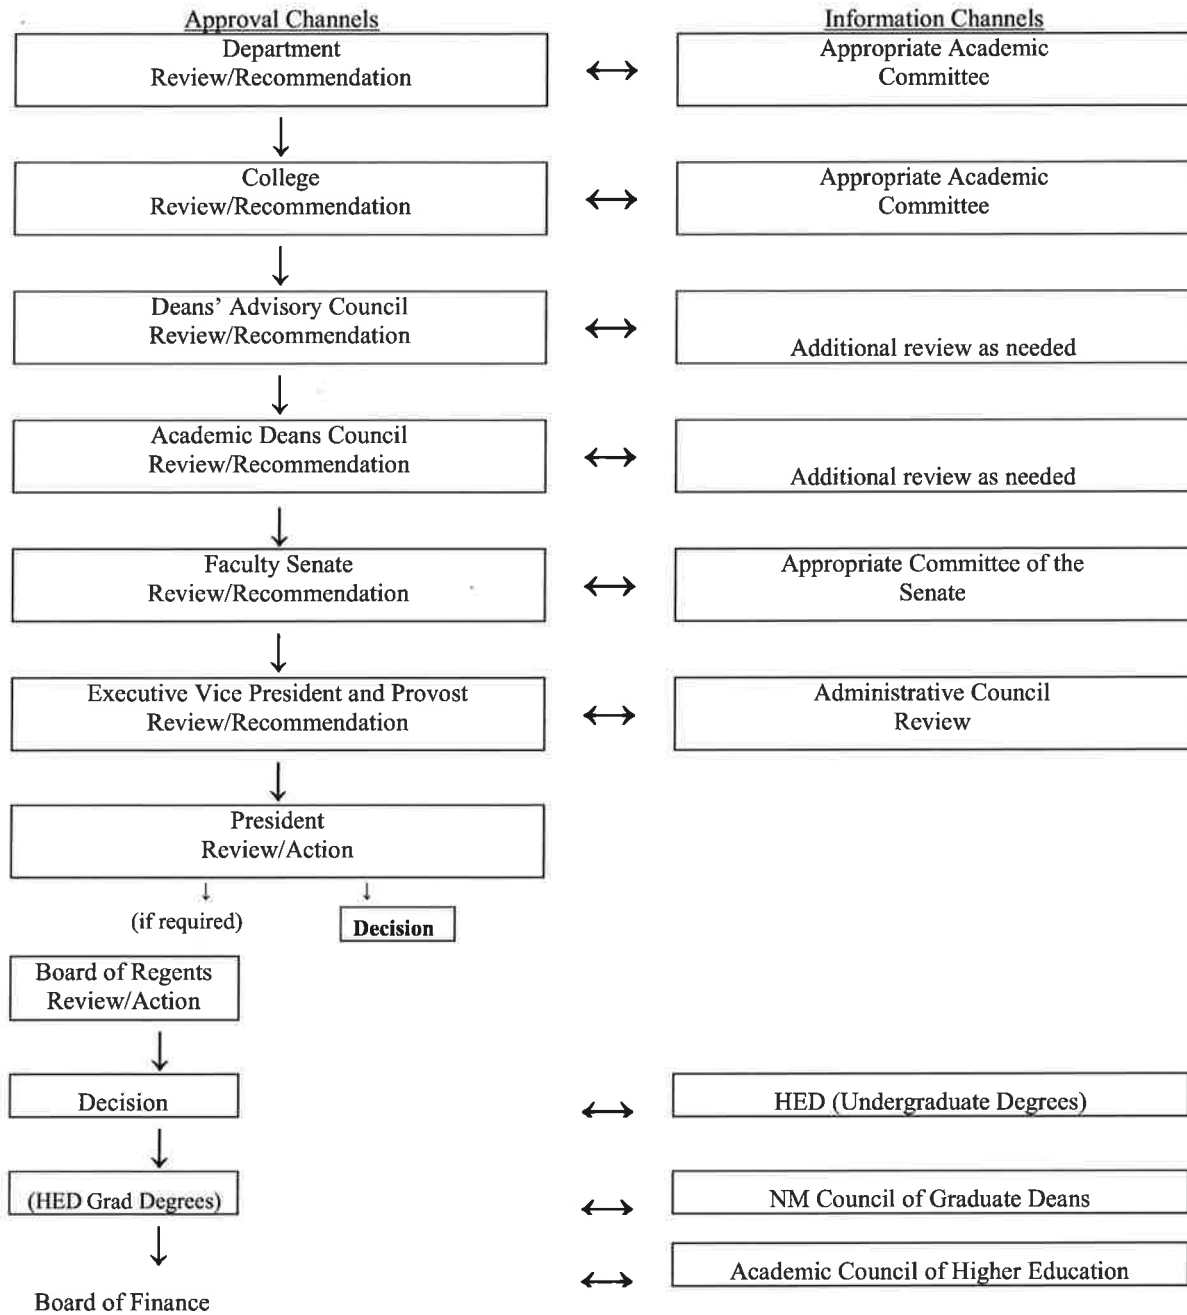 Approval Channels
Information Channels
Department
Review/Recommendation
Appropriate Academic
Committee
College
Review/Recommendation
Appropriate Academic
Committee
Deans' Advisory Council
Review/Recommendation
Additional review as needed
Academic Deans Council
Review/Recommendation
Additional review as needed
Faculty Senate
Review/Recommendation
Appropriate Committee of the
Senate
Executive Vice President and Provost
Review/Recommendation
Administrative Council
Review
President
Review/Action
(if required)
Decision
Board of Regents
Review/Action
Decision
HED (Undergraduate Degrees)
(HED Grad Degrees)
NM Council of Graduate Deans
Academic Council of Higher Education
Board of Finance